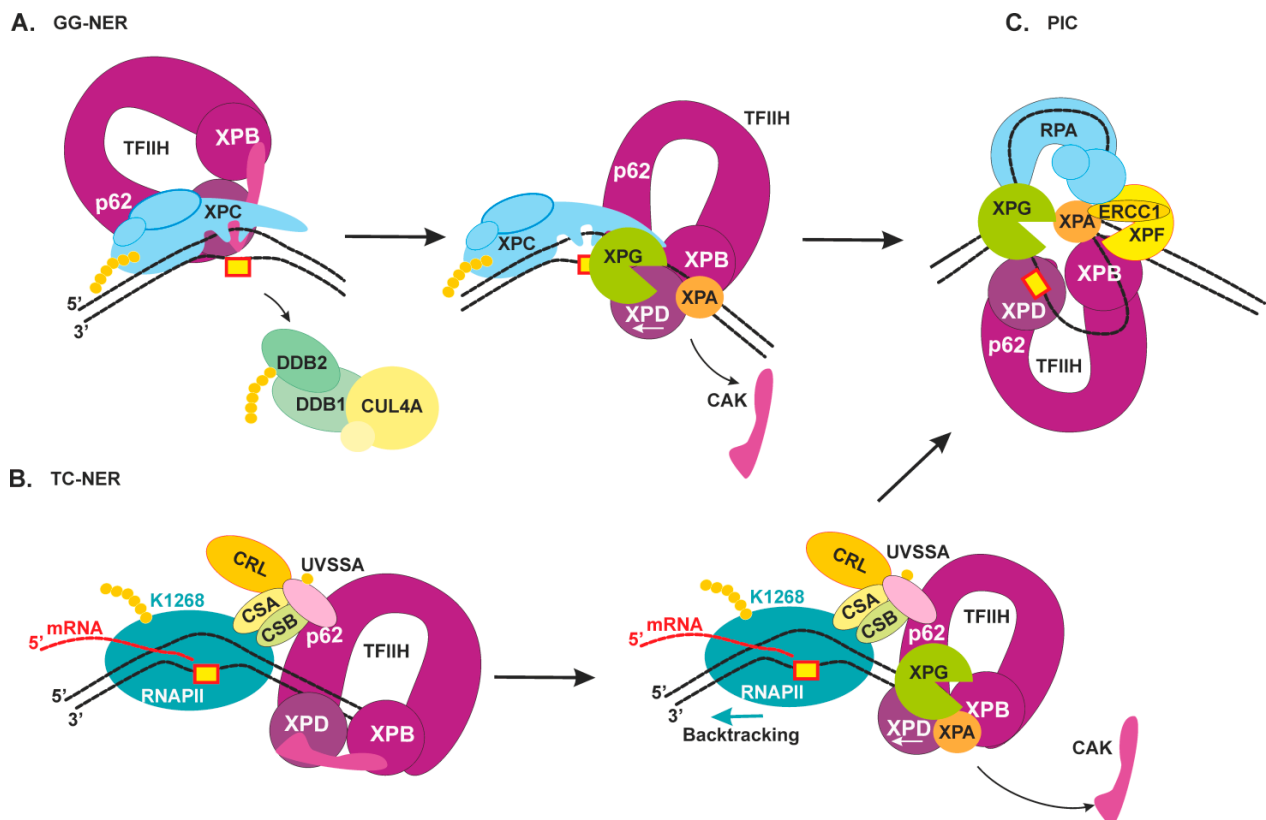 A. GG-NER
TFIIH
XPB
p62
XPC
5’
3’
DDB2
DDB1
CUL4A
TFIIH
p62
XPC
XPG
XPB
XPA
XPD
CAK
C. PIC
RPA
XPG
XPA
ERCC1
XPF
XPB
XPD
p62
TFIIH
B. TC-NER
CRL
UVSSA
K1268
CSA
CSB
p62
5’ mRNA
TFIIH
RNAPII
5’
3’
XPD
XPB
CRL
UVSSA
K1268
CSA
CSB
p62
5’ mRNA
TFIIH
XPG
RNAPII
5’
3’
XPB
XPD
XPA
Backtracking
CAK